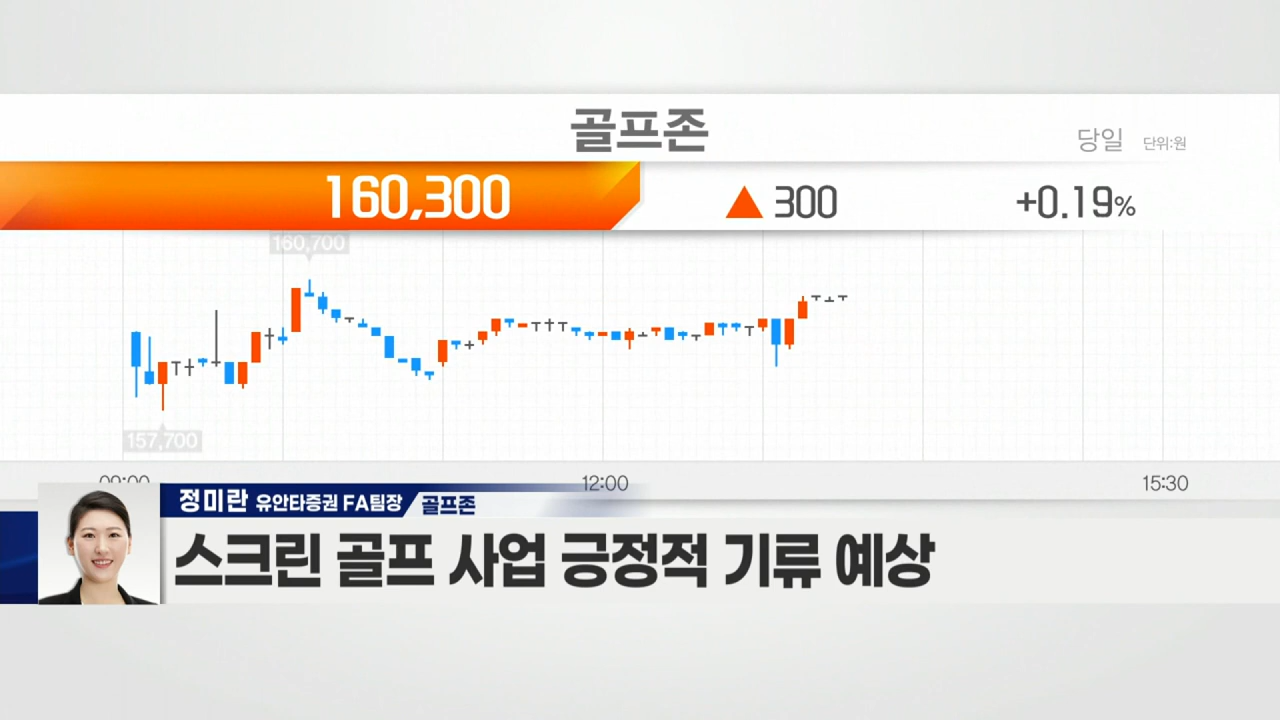 골프존
당일 단위:원
160,300 ▲ 300 +0.19%
160,700
157,700
09:00 12:00 15:30
정미란 유안타증권 FA팀장 골프존
스크린 골프 사업 긍정적 기류 예상